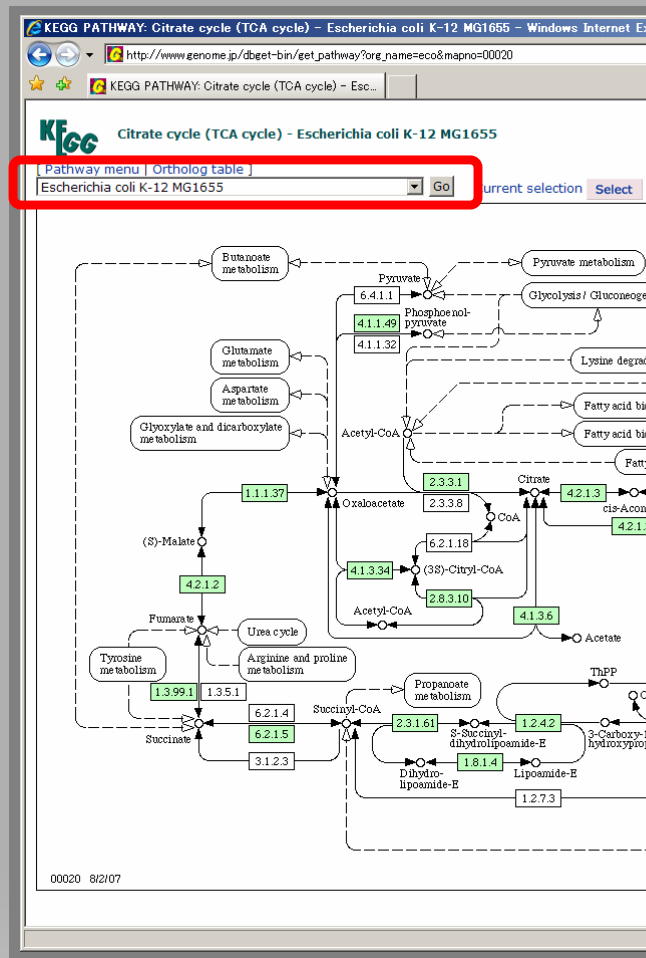 KEGG PATHWAY: Citrate cycle (TCA cycle) - Escherichia coli K-12 MG1655 - Windows Internet Ex
http://www.genome.jp/dbget-bin/get_pathway?org_name=eco&mapno=00020
KEGG PATHWAY: Citrate cycle (TCA cycle) - Esc...
KEGG
Citrate cycle (TCA cycle) - Escherichia coli K-12 MG1655
[ Pathway menu | Ortholog table ]
Escherichia coli K-12 MG1655
Go
urrent selection
Select
Butanoate
metabolism
Pyruvate metabolism
Pyruvate
6.4.1.1
Glycolysis / Gluconeoge
4.1.1.49
Phosphoenol-
pyruvate
4.1.1.32
Glutamate
metabolism
Lysine degrad
Aspartate
metabolism
Fatty acid bi
Glyoxylate and dicarboxylate
metabolism
Acetyl-CoA
Fatty acid bi
Fatt
1.1.1.37
Oxaloacetate
2.3.3.1
2.3.3.8
Citrate
4.2.1.3
cis-Acon
4.2.1.
CoA
(S)-Malate
6.2.1.18
4.1.3.34
(3S)-Citryl-CoA
4.2.1.2
2.8.3.10
Acetyl-CoA
4.1.3.6
Fumarate
Urea cycle
Acetate
Tyrosine
metabolism
Arginine and proline
metabolism
ThPP
1.3.99.1
1.3.5.1
Propanoate
metabolism
6.2.1.4
Succinyl-CoA
Succinate
6.2.1.5
2.3.1.61
S-Succinyl-
dihydrolipoamide-E
1.2.4.2
3-Carboxy-1
hydroxyprop
3.1.2.3
1.8.1.4
Dihydro-
lipoamide-E
Lipoamide-E
1.2.7.3
00020 8/2/07